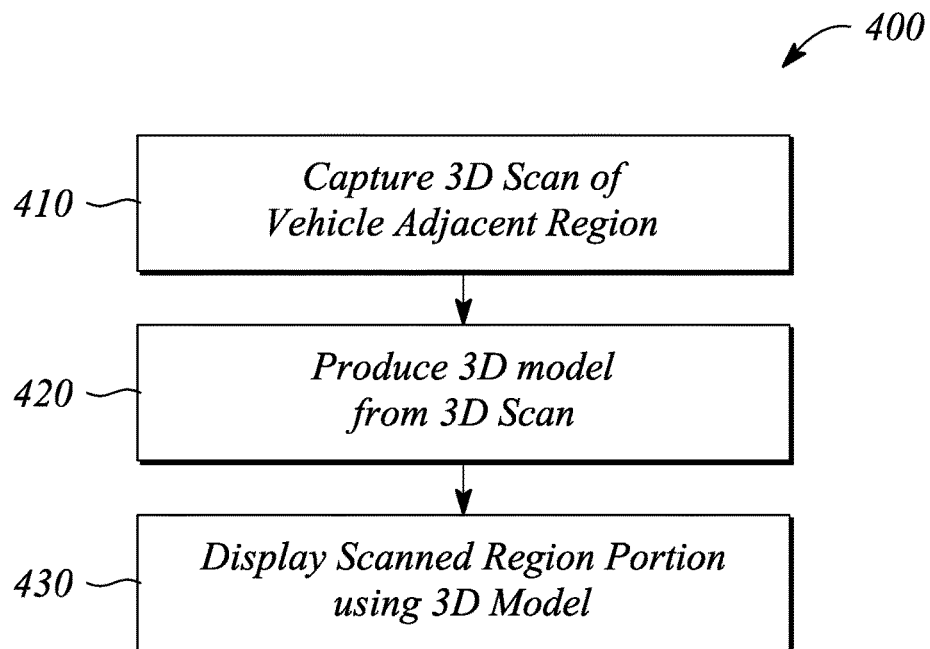 400
410
Capture 3D Scan of
Vehicle Adjacent Region
420
Produce 3D model
from 3D Scan
430
Display Scanned Region Portion
using 3D Model